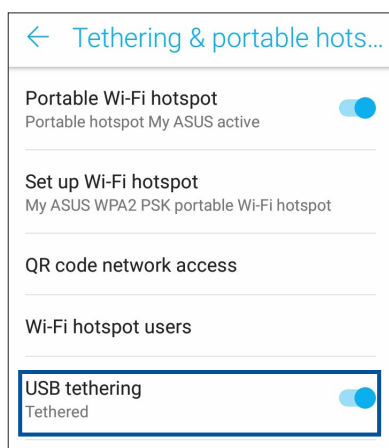 Tethering & portable hots...
Portable Wi-Fi hotspot
Portable hotspot My ASUS active
Set up Wi-Fi hotspot
My ASUS WPA2 PSK portable Wi-Fi hotspot
QR code network access
Wi-Fi hotspot users
USB tethering
Tethered